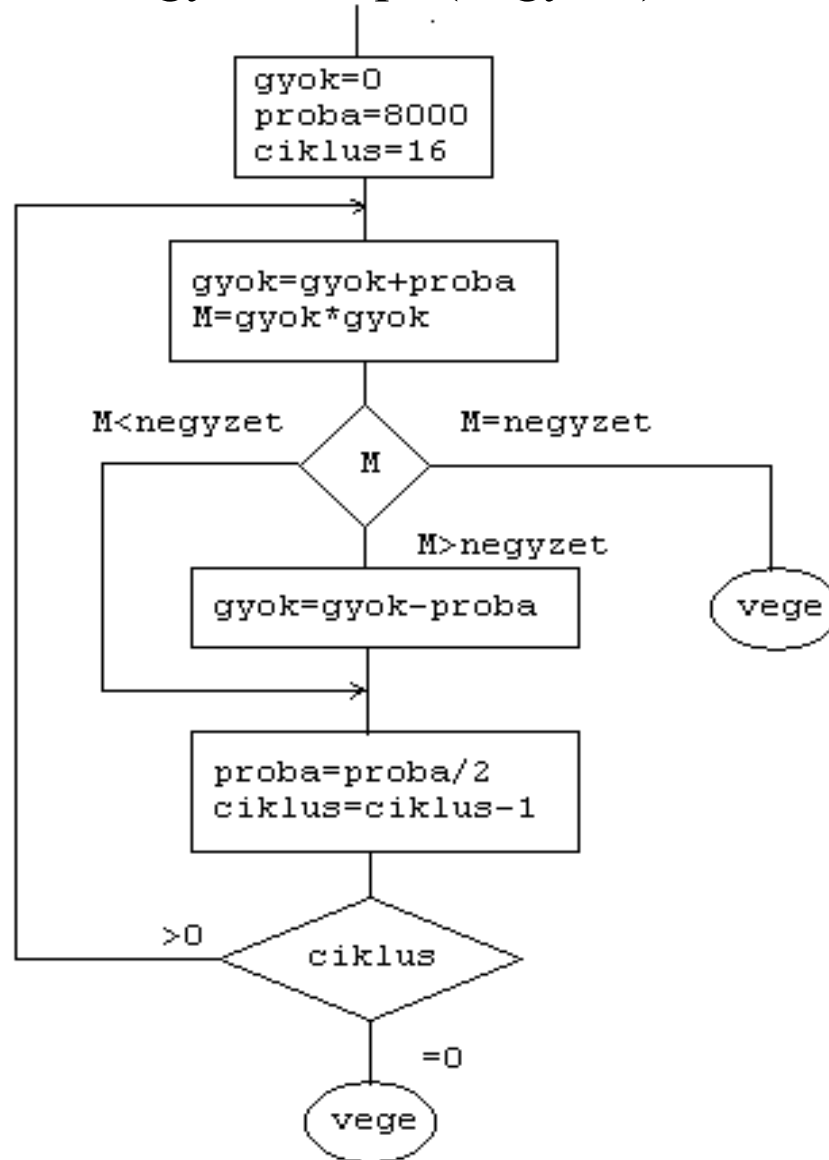 gyok=0
proba=8000
ciklus=16
gyok=gyok+proba
M=gyok*gyok
M<negyzet
M=negyzet
M
M>negyzet
gyok=gyok-proba
vege
proba=proba/2
ciklus=ciklus-1
>0
ciklus
=0
vege